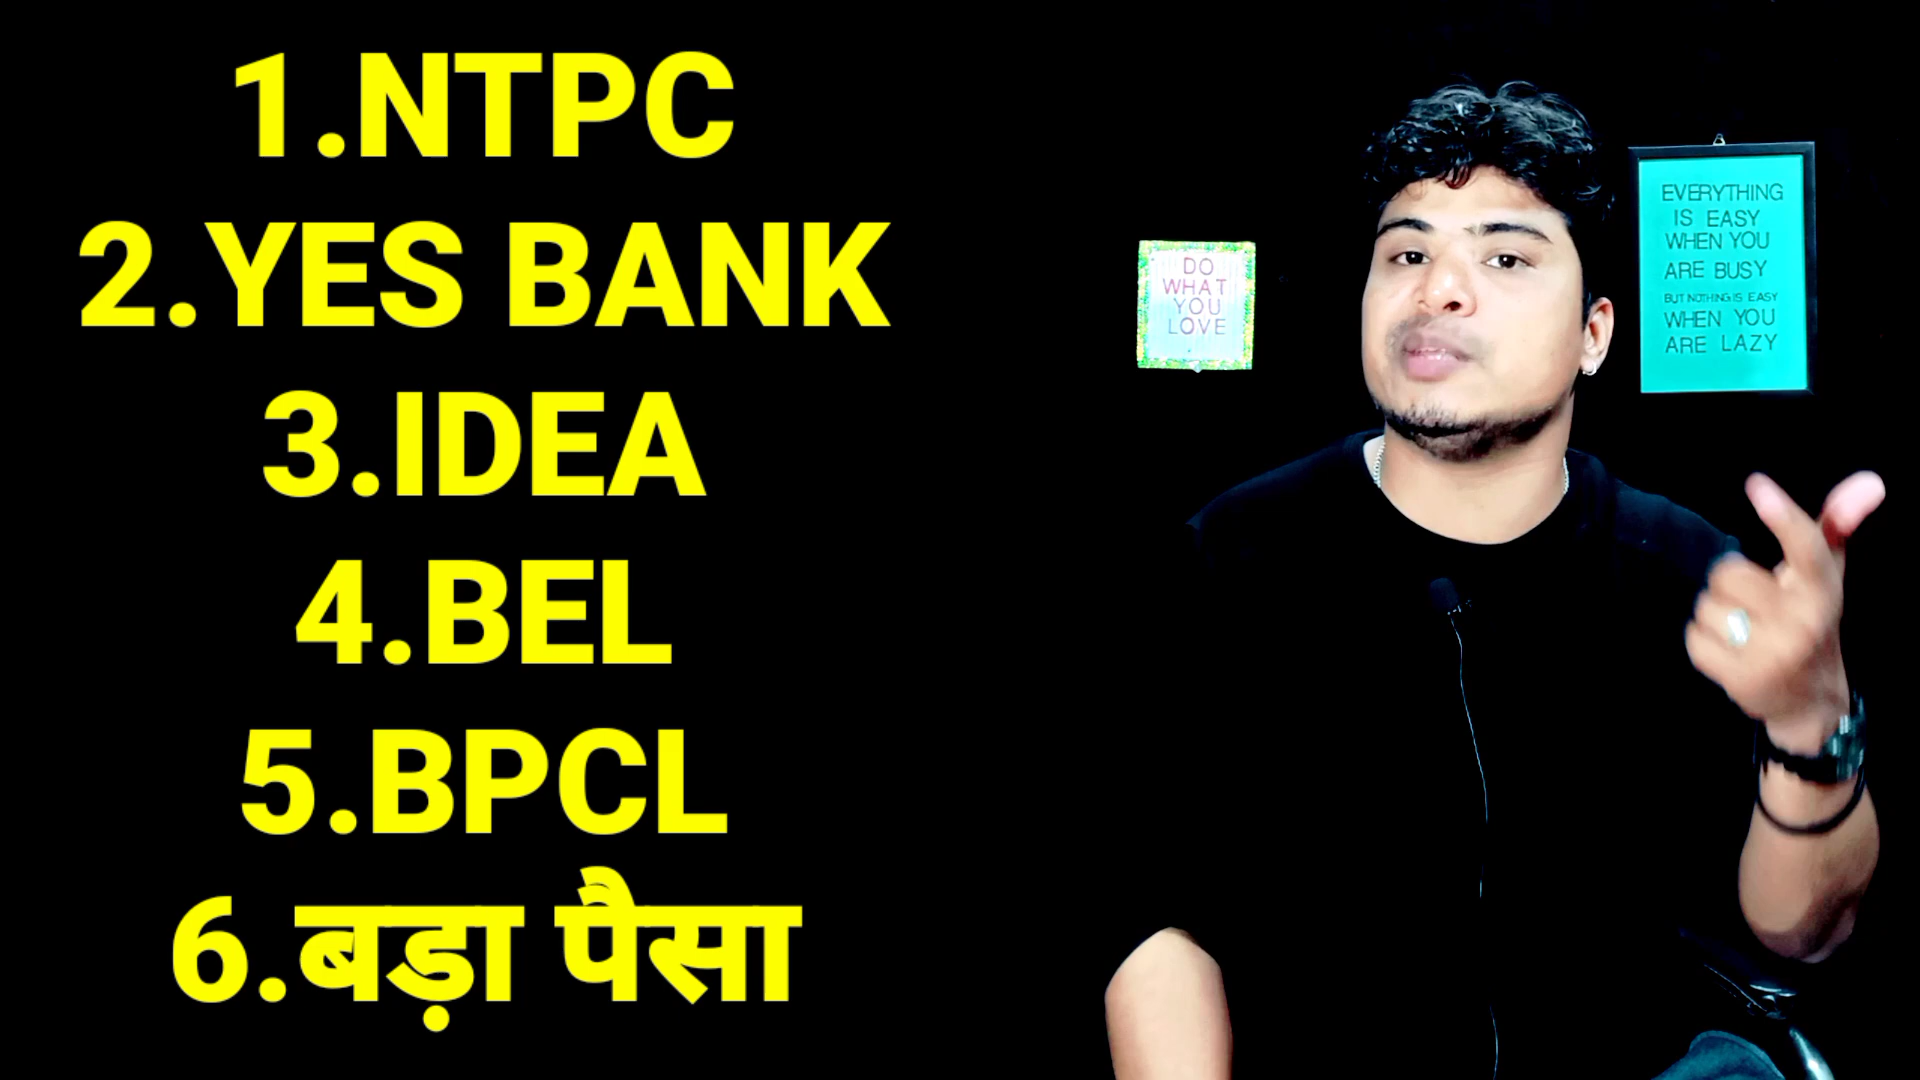 1.NTPC
2.YES BANK
3.IDEA
4.BEL
5.BPCL
6.बड़ा पैसा
DO
WHAT
YOU
LOVE
EVERYTHING
IS EASY
WHEN YOU
ARE BUSY
BUT NOTHING IS EASY
WHEN YOU
ARE LAZY